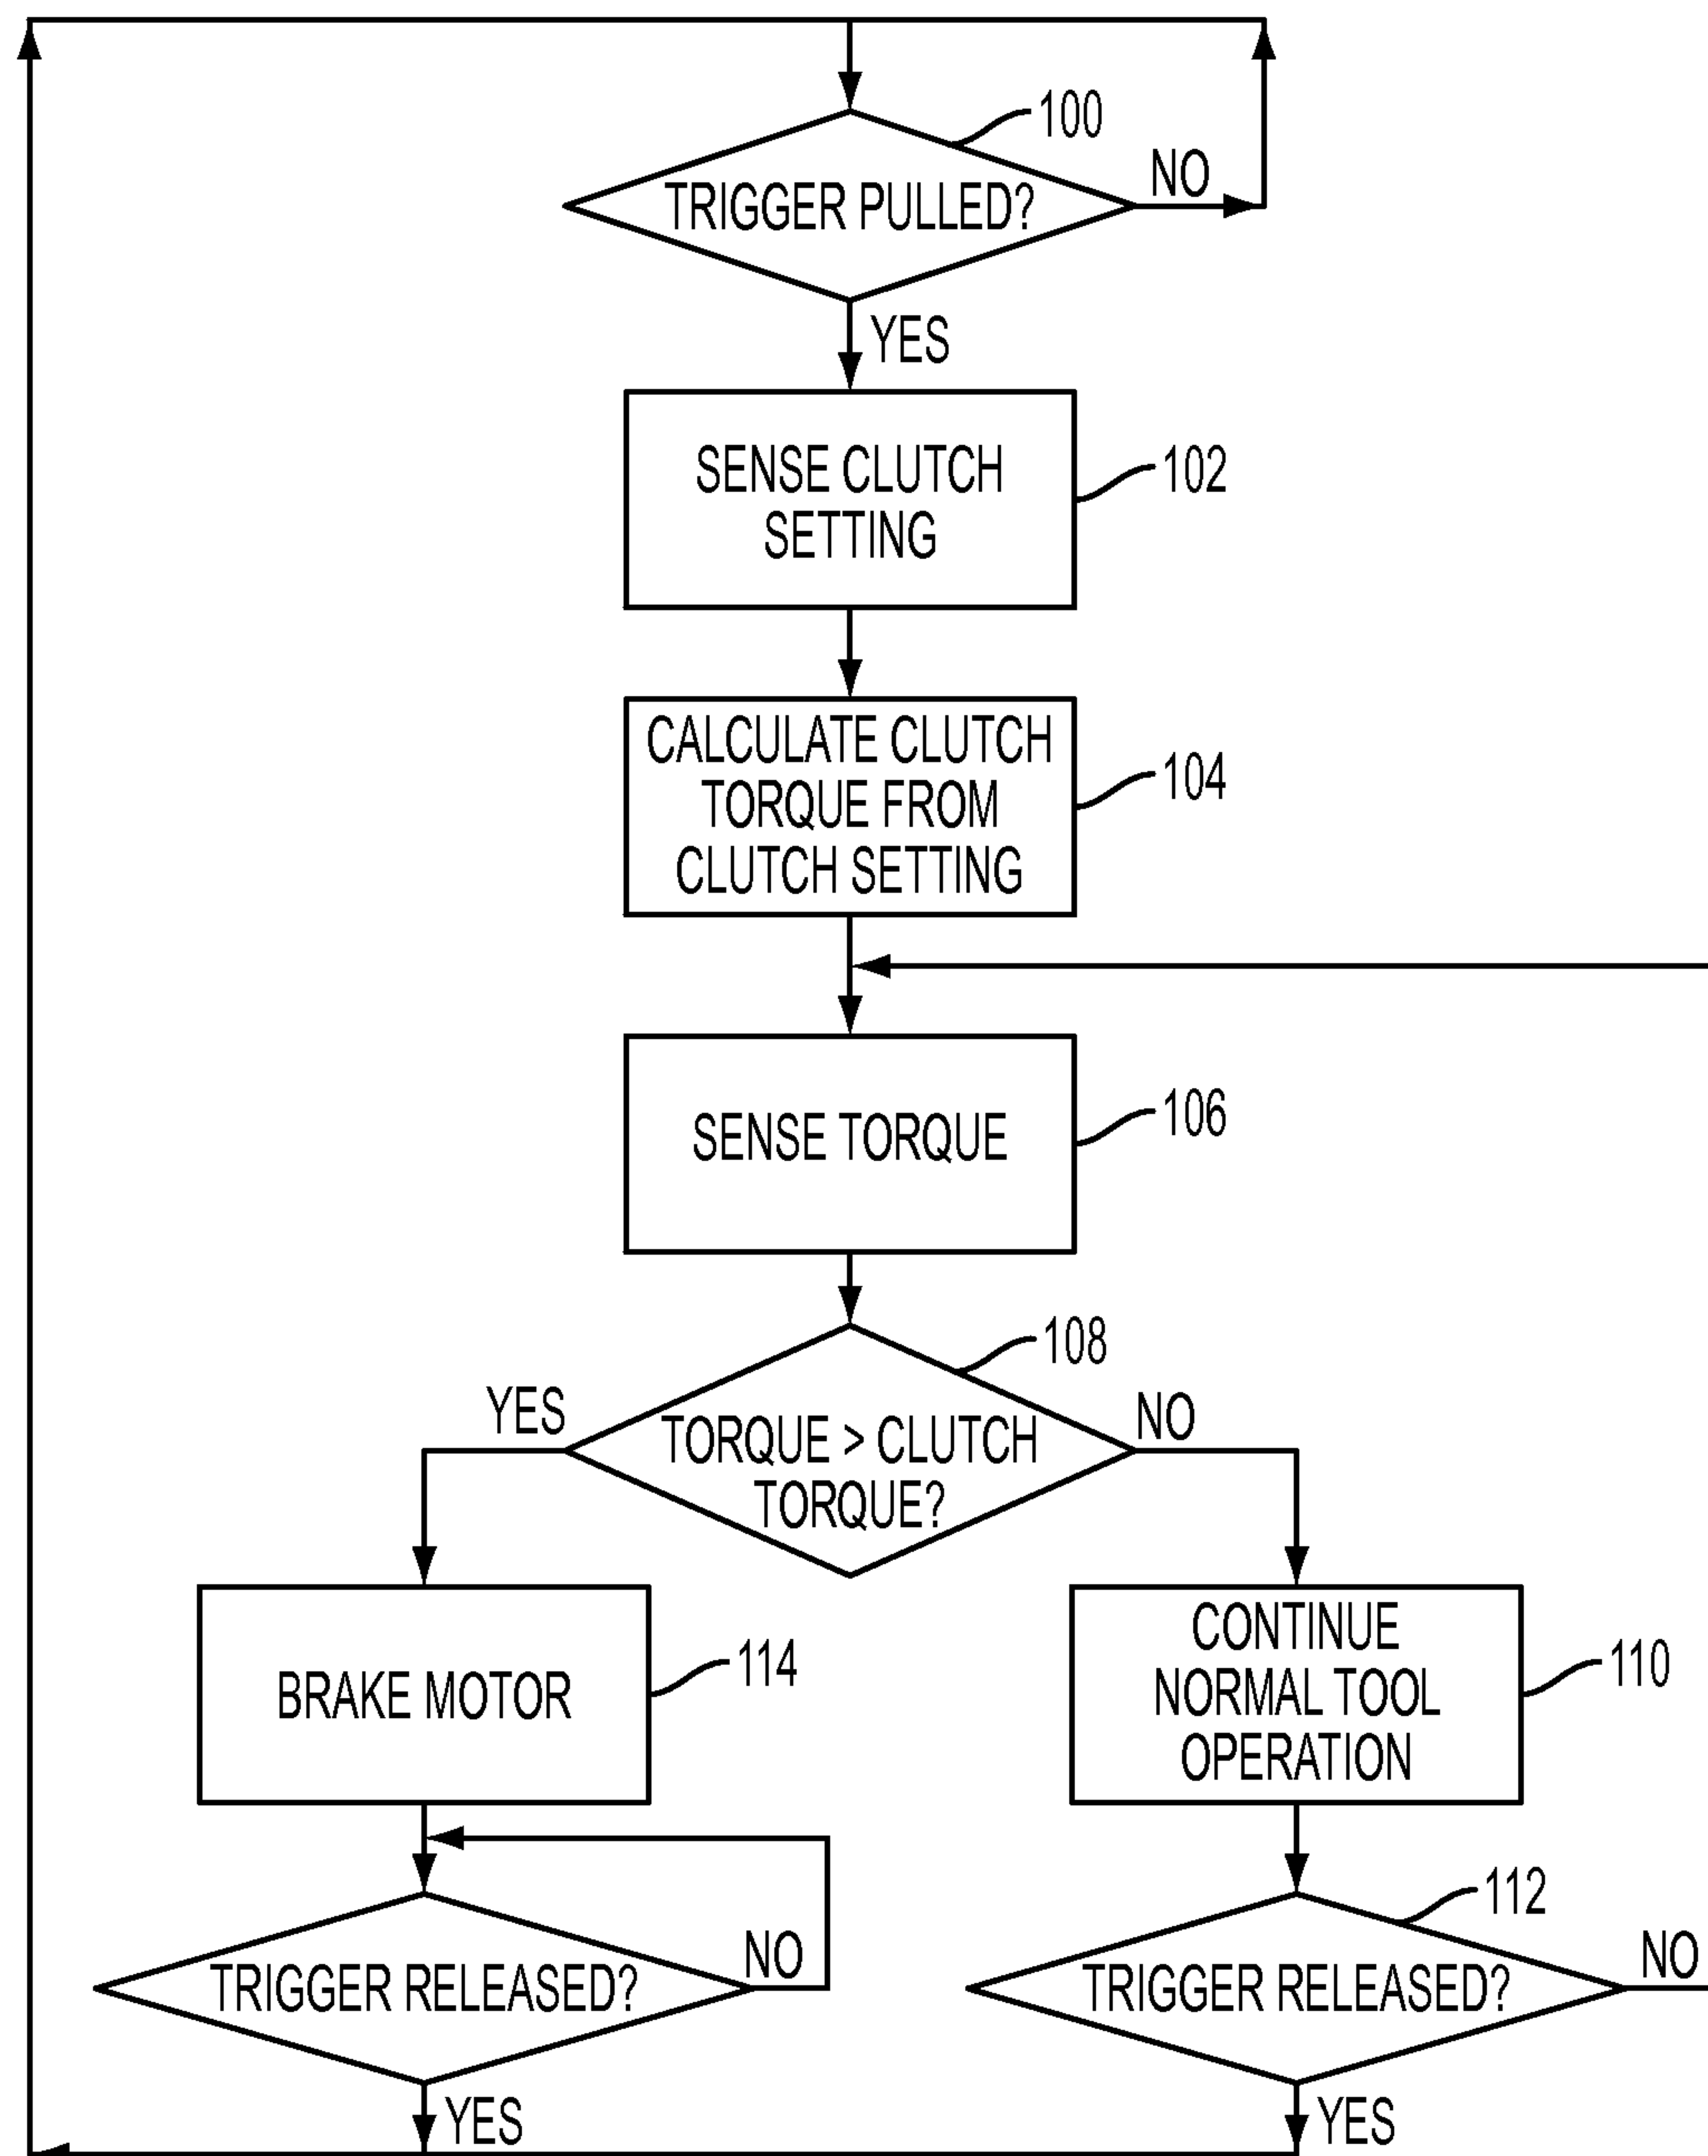 100
TRIGGER PULLED?
NO
YES
SENSE CLUTCH
SETTING
102
CALCULATE CLUTCH
TORQUE FROM
CLUTCH SETTING
104
SENSE TORQUE
106
108
YES
TORQUE > CLUTCH
TORQUE?
NO
BRAKE MOTOR
114
CONTINUE
NORMAL TOOL
OPERATION
110
TRIGGER RELEASED?
NO
YES
112
TRIGGER RELEASED?
NO
YES